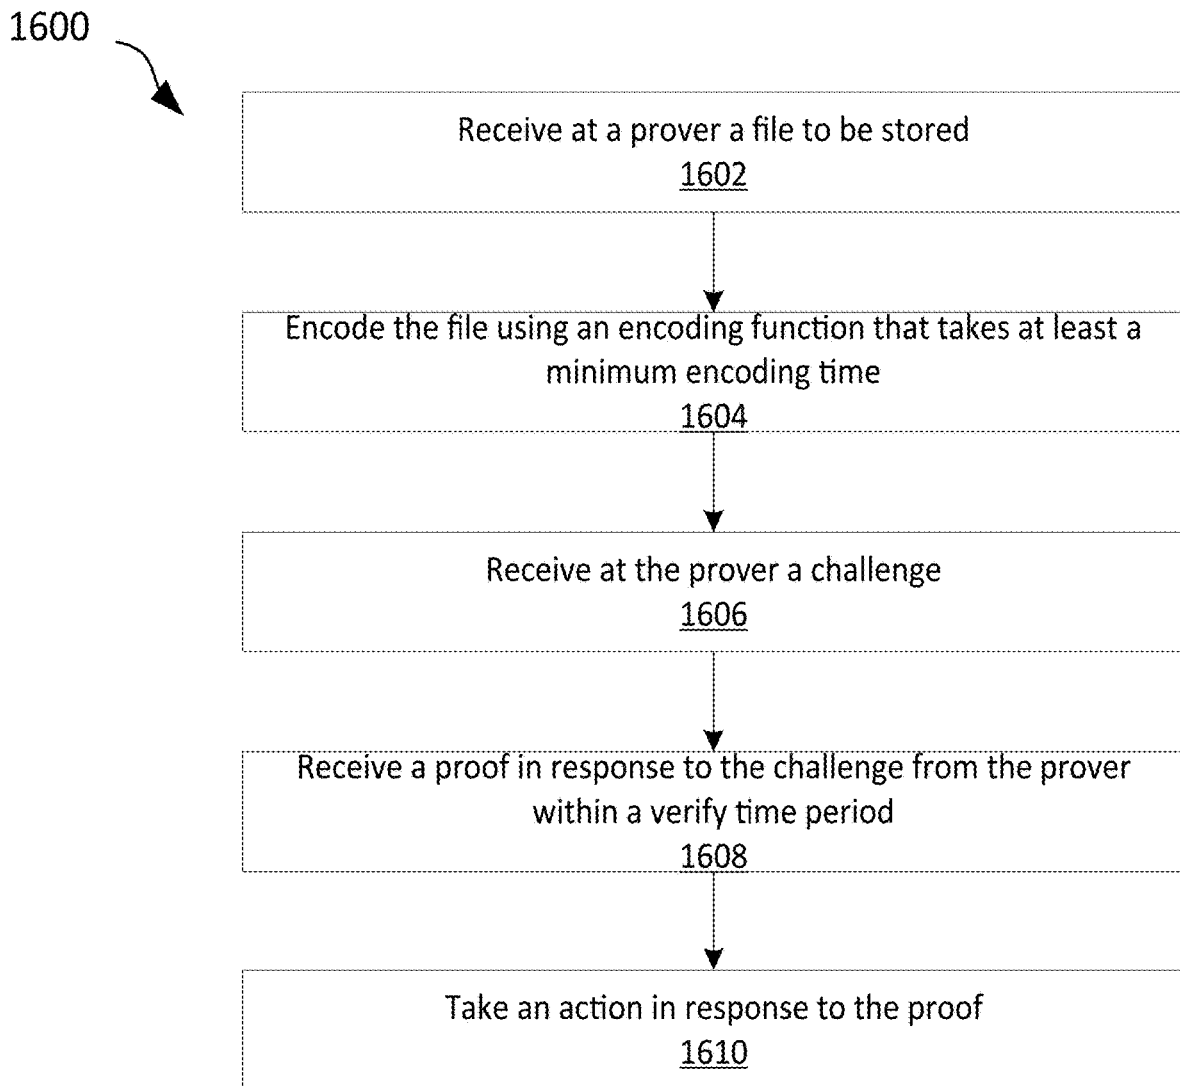 1600
Receive at a prover a file to be stored
1602
Encode the file using an encoding function that takes at least a
minimum encoding time
1604
Receive at the prover a challenge
1606
Receive a proof in response to the challenge from the prover
within a verify time period
1608
Take an action in response to the proof
1610